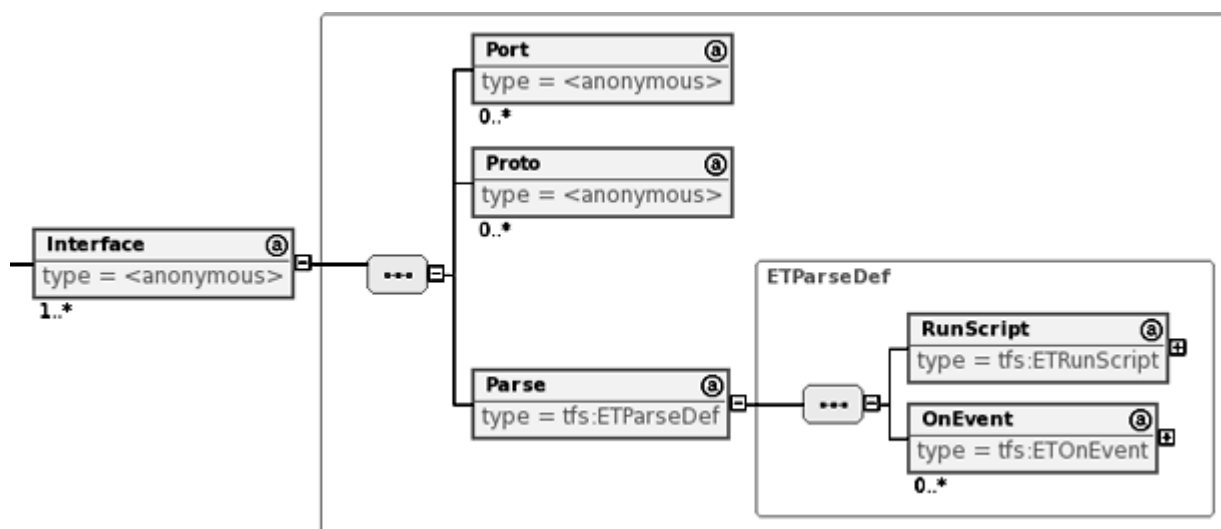 Port ⓐ
type = <anonymous>
0..*
Proto ⓐ
type = <anonymous>
0..*
Interface ⓐ
type = <anonymous>
1..*
ETParseDef
RunScript ⓐ
type = tfs:ETRunScript
Parse ⓐ
type = tfs:ETParseDef
OnEvent ⓐ
type = tfs:ETOnEvent
0..*